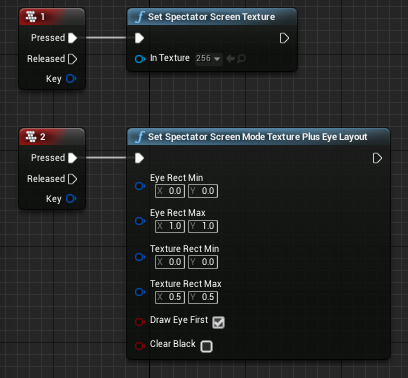 1
Pressed
Released
Key
Set Spectator Screen Texture
In Texture 256
2
Pressed
Released
Key
Set Spectator Screen Mode Texture Plus Eye Layout
Eye Rect Min
X 0.0 Y 0.0
Eye Rect Max
X 1.0 Y 1.0
Texture Rect Min
X 0.0 Y 0.0
Texture Rect Max
X 0.5 Y 0.5
Draw Eye First
Clear Black